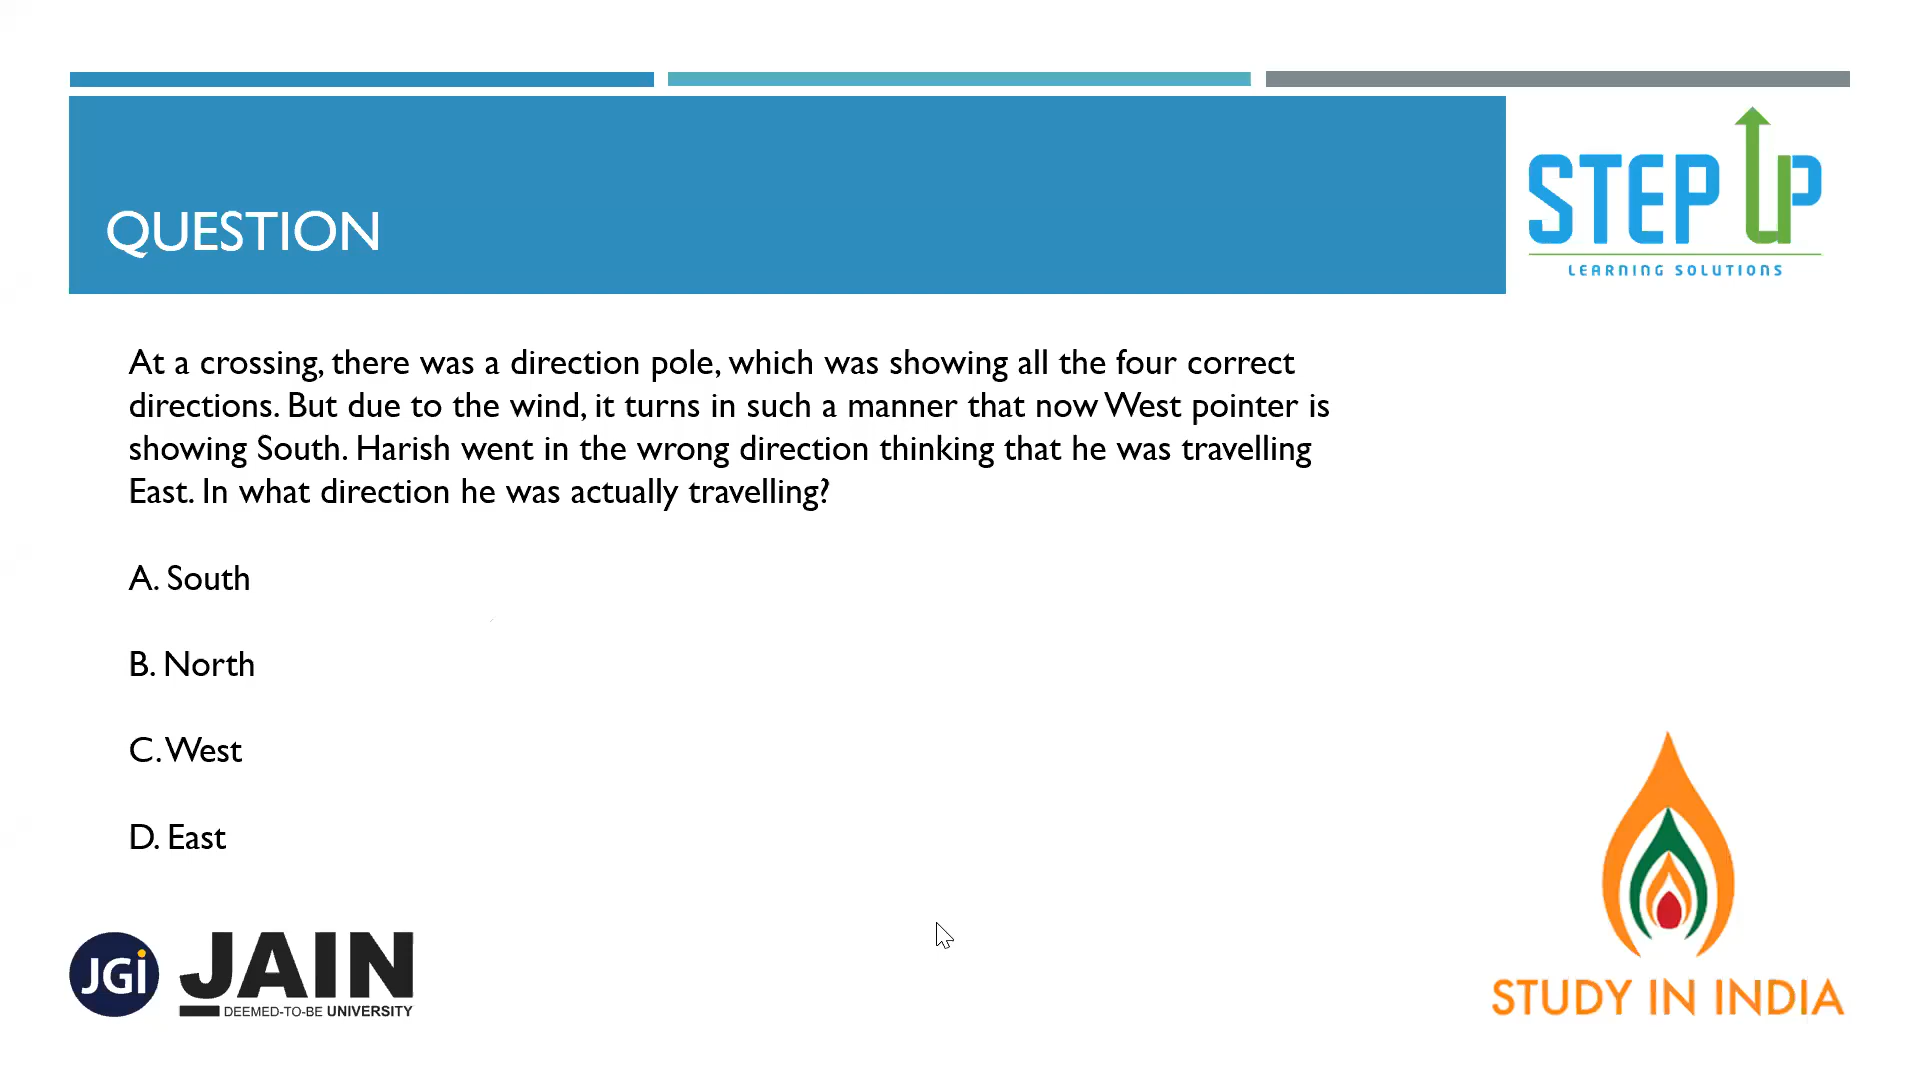 STEP UP
LEARNING SOLUTIONS
QUESTION
At a crossing, there was a direction pole, which was showing all the four correct
directions. But due to the wind, it turns in such a manner that now West pointer is
showing South. Harish went in the wrong direction thinking that he was travelling
East. In what direction he was actually travelling?
A. South
B. North
C. West
D. East
JGi JAIN
DEEMED-TO-BE UNIVERSITY
STUDY IN INDIA